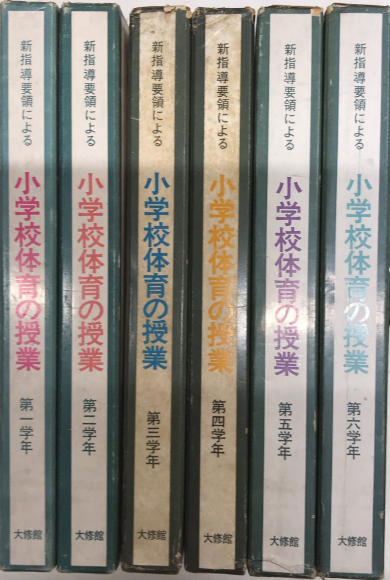 新指導要領による
小学校体育の授業
第一学年
新指導要領による
小学校体育の授業
第二学年
大修館
新指導要領による
小学校体育の授業
第三学年
大修館
新指導要領による
小学校体育の授業
第四学年
大修館
新指導要領による
小学校体育の授業
第五学年
大修館
新指導要領による
小学校体育の授業
第六学年
大修館